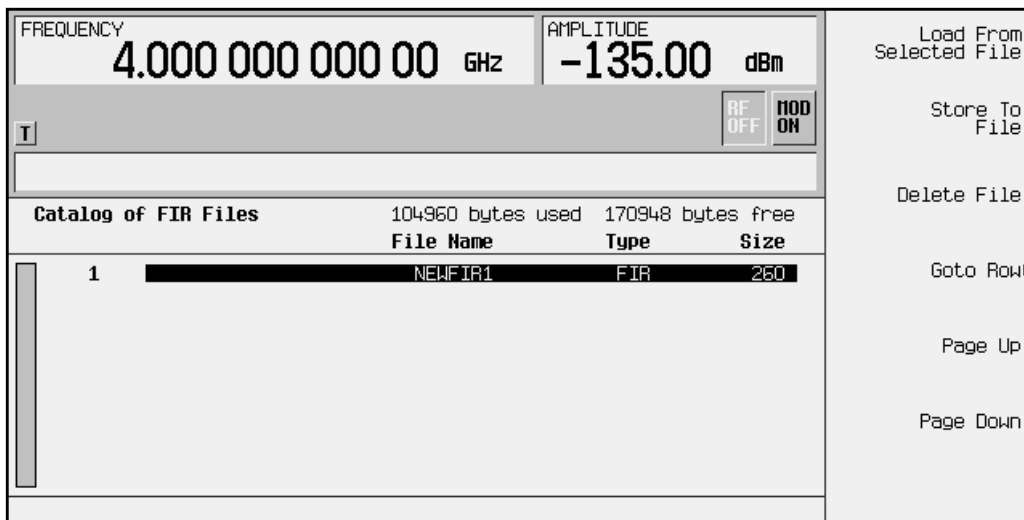 FREQUENCY
4.000 000 000 00 GHz
AMPLITUDE
-135.00 dBm
RF OFF
MOD ON
T
Catalog of FIR Files 104960 bytes used 170948 bytes free
File Name Type Size
1 NEWFIR1 FIR 260
Load From
Selected File
Store To
File
Delete File
Goto Row
Page Up
Page Down